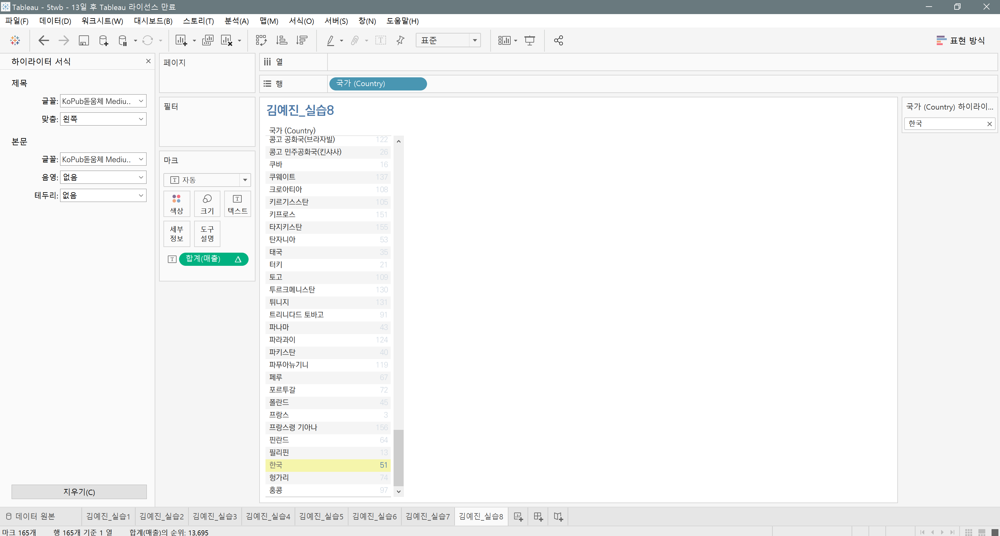 Tableau - 5twb - 13일 후 Tableau 라이선스 만료
파일(F) 데이터(D) 워크시트(W) 대시보드(B) 스토리(T) 분석(A) 맵(M) 서식(O) 서버(S) 창(N) 도움말(H)
표준
표현 방식
하이라이터 서식
제목
글꼴: KoPub돋움체 Mediu..
맞춤: 왼쪽
본문
글꼴: KoPub돋움체 Mediu..
음영: 없음
테두리: 없음
지우기(C)
페이지
필터
마크
T 자동
색상 크기 T 텍스트
세부 정보
도구 설명
T 합계(매출) △
열
행 국가 (Country)
김예진_실습8
국가 (Country)
콩고 공화국(브라자빌) 122
콩고 민주공화국(킨샤사) 26
쿠바 16
쿠웨이트 137
크로아티아 108
키르기스스탄 105
키프로스 151
타지키스탄 155
탄자니아 53
태국 35
터키 21
토고 109
투르크메니스탄 130
튀니지 131
트리니다드 토바고 91
파나마 43
파라과이 124
파키스탄 40
파푸아뉴기니 119
페루 67
포르투갈 72
폴란드 45
프랑스 3
프랑스령 기아나 156
핀란드 64
필리핀 13
한국 51
헝가리 74
홍콩 97
국가 (Country) 하이라이...
한국
데이터 원본 김예진_실습1 김예진_실습2 김예진_실습3 김예진_실습4 김예진_실습5 김예진_실습6 김예진_실습7 김예진_실습8
마크 165개 행 165개 기준 1 열 합계(매출)의 순위: 13,695